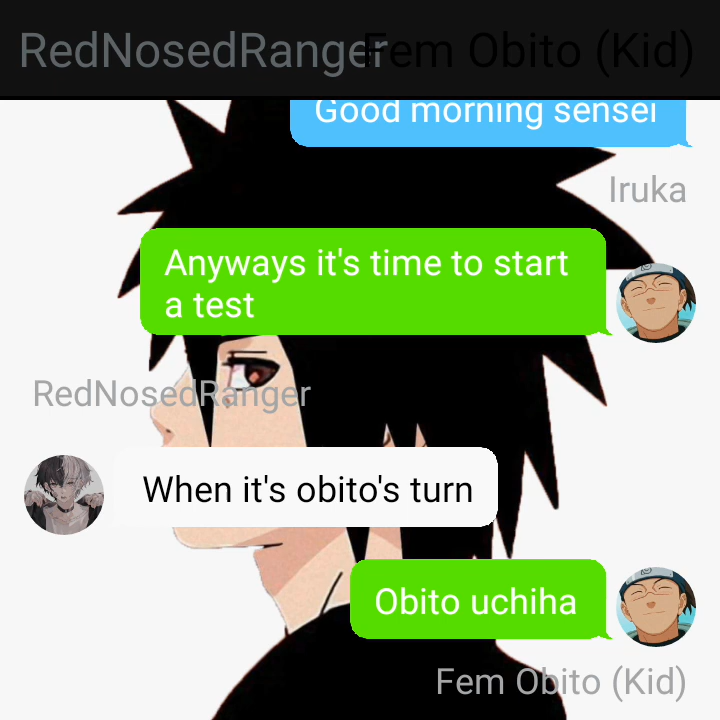 RedNosedRanger
Fem Obito (Kid)
Good morning sensei
Iruka
Anyways it's time to start
a test
RedNosedRanger
When it's obito's turn
Obito uchiha
Fem Obito (Kid)